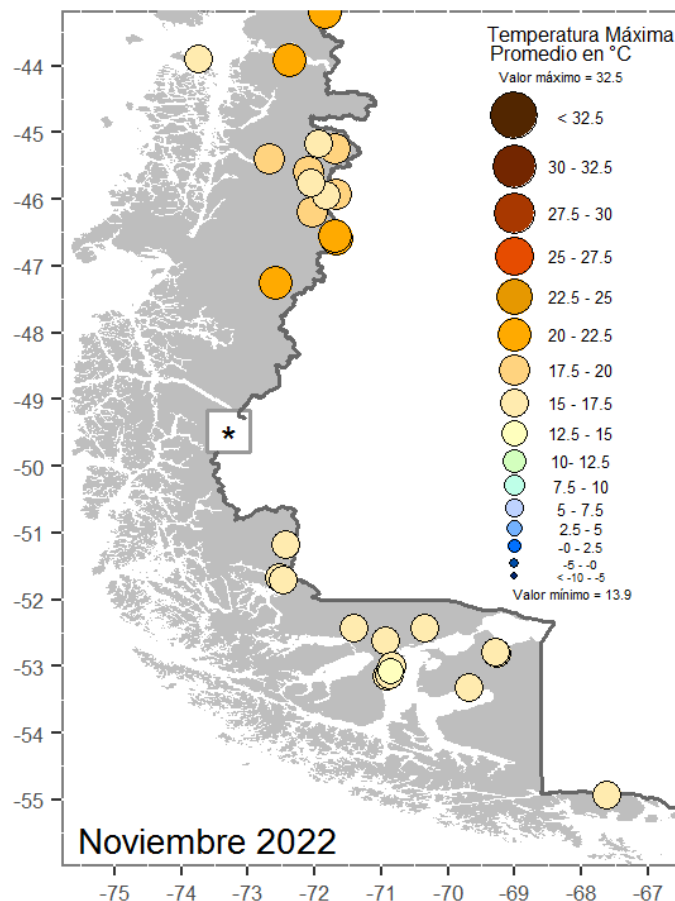 Temperatura Máxima
Promedio en °C
Valor máximo = 32.5
< 32.5
30 - 32.5
27.5 - 30
25 - 27.5
22.5 - 25
20 - 22.5
17.5 - 20
15 - 17.5
12.5 - 15
10- 12.5
7.5 - 10
5 - 7.5
2.5 - 5
-0 - 2.5
-5 - -0
< -10 - -5
Valor mínimo = 13.9
-44
-45
-46
-47
-48
-49
*
-50
-51
-52
-53
-54
-55
Noviembre 2022
-75 -74 -73 -72 -71 -70 -69 -68 -67